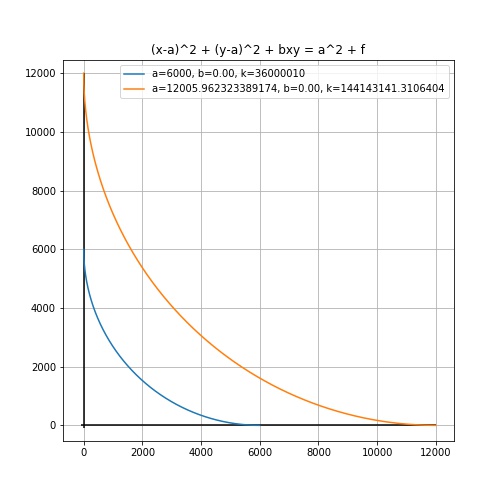 (x-a)^2 + (y-a)^2 + bxy = a^2 + f
a=6000, b=0.00, k=36000010
a=12005.962323389174, b=0.00, k=144143141.3106404
12000
10000
8000
6000
4000
2000
0
0 2000 4000 6000 8000 10000 12000